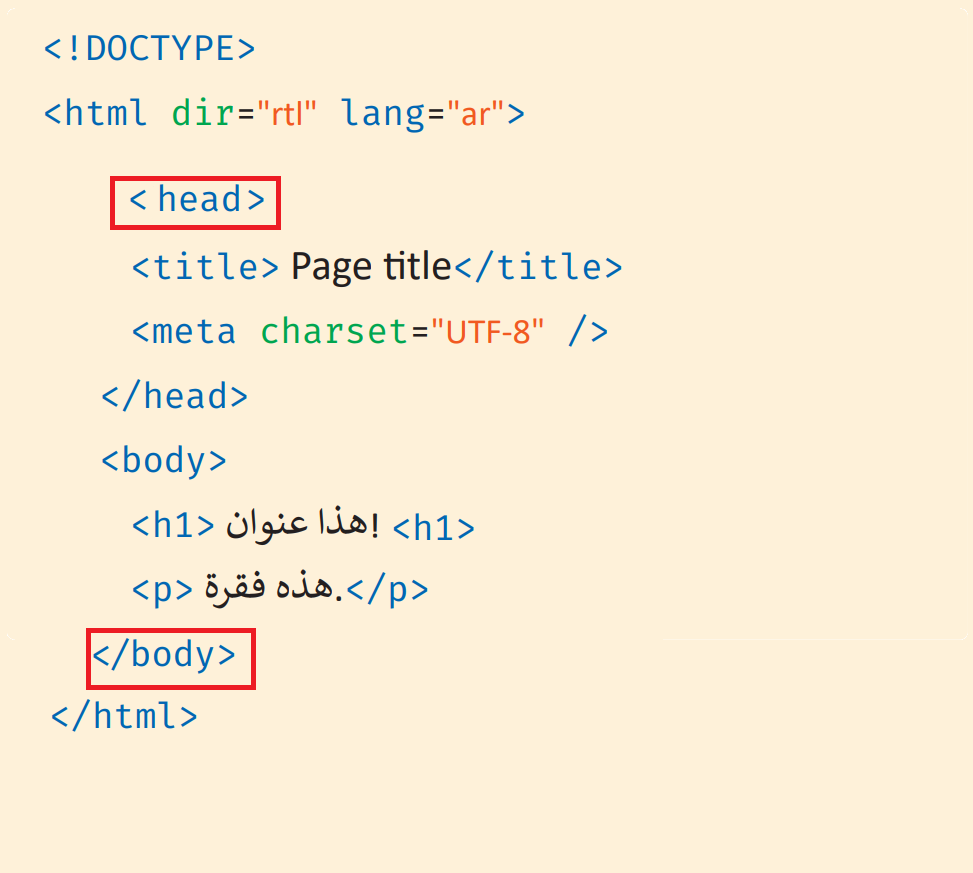 <!DOCTYPE>
<html dir="rtl" lang="ar">
< head>
<title> Page title</title>
<meta charset="UTF-8" />
</head>
<body>
<h1> هذا عنوان! <h1>
<p> هذه فقرة.</p>
</body>
</html>